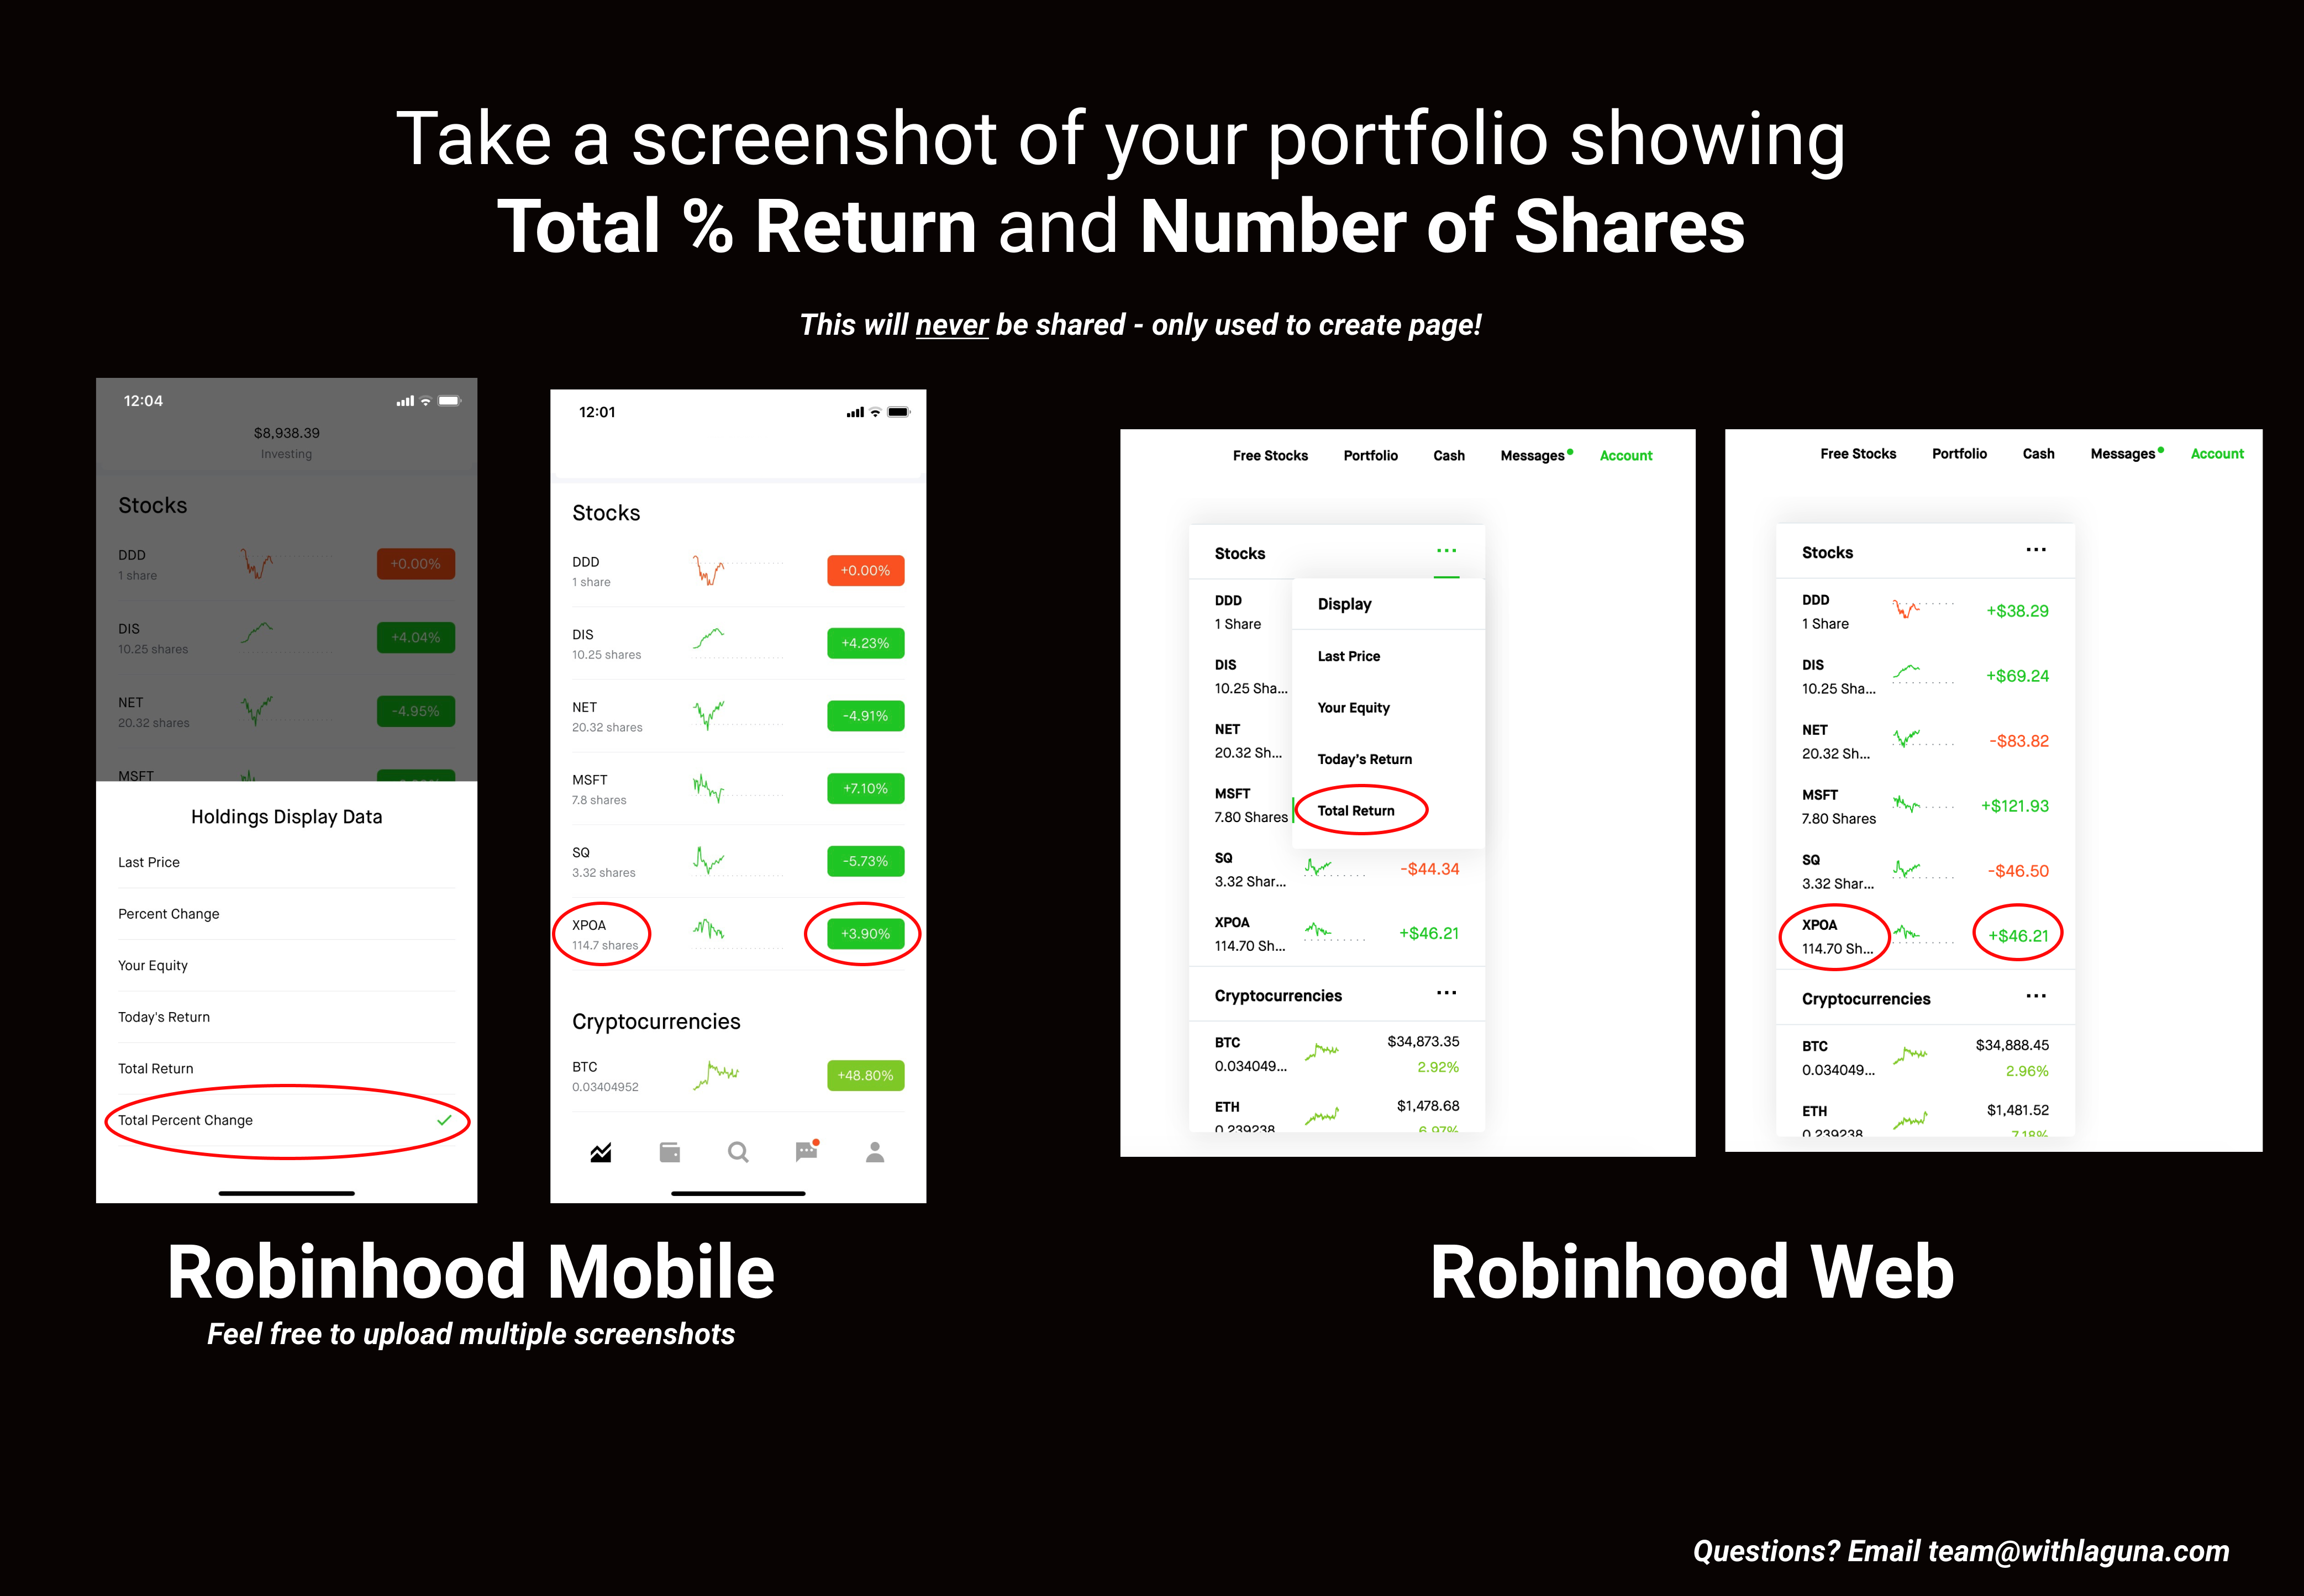 Take a screenshot of your portfolio showing
Total % Return and Number of Shares
This will never be shared - only used to create page!
12:04
$8,938.39
Investing
Stocks
DDD
1 share
+0.00%
DIS
10.25 shares
+4.04%
NET
20.32 shares
-4.95%
MSFT
Holdings Display Data
Last Price
Percent Change
Your Equity
Today's Return
Total Return
Total Percent Change
12:01
Stocks
DDD
1 share
+0.00%
DIS
10.25 shares
+4.23%
NET
20.32 shares
-4.91%
MSFT
7.8 shares
+7.10%
SQ
3.32 shares
-5.73%
XPOA
114.7 shares
+3.90%
Cryptocurrencies
BTC
0.03404952
+48.80%
Robinhood Mobile
Feel free to upload multiple screenshots
Free Stocks Portfolio Cash Messages Account
Stocks
DDD
1 Share
DIS
10.25 Sha...
NET
20.32 Sh...
MSFT
7.80 Shares
Display
Last Price
Your Equity
Today's Return
Total Return
SQ
3.32 Shar...
-$44.34
XPOA
114.70 Sh...
+$46.21
Cryptocurrencies
BTC
0.034049...
$34,873.35
2.92%
ETH
0.239238
$1,478.68
6.97%
Free Stocks Portfolio Cash Messages Account
Stocks
DDD
1 Share
+$38.29
DIS
10.25 Sha...
+$69.24
NET
20.32 Sh...
-$83.82
MSFT
7.80 Shares
+$121.93
SQ
3.32 Shar...
-$46.50
XPOA
114.70 Sh...
+$46.21
Cryptocurrencies
BTC
0.034049...
$34,888.45
2.96%
ETH
0.239238
$1,481.52
7.18%
Robinhood Web
Questions? Email team@withlaguna.com